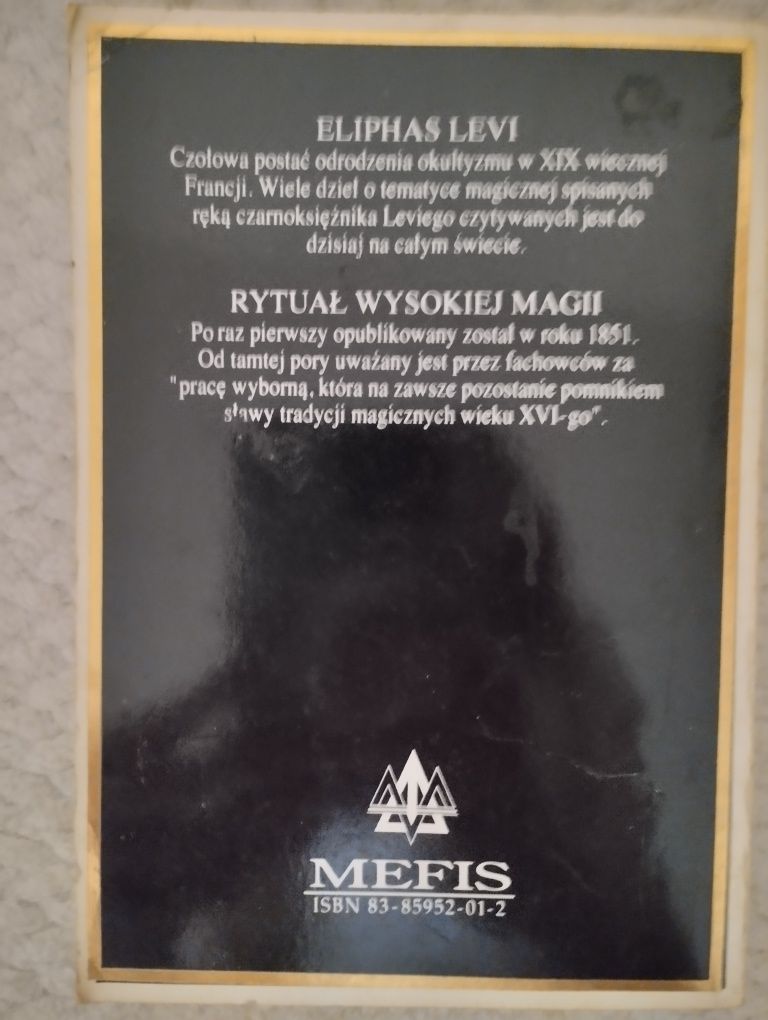 ELIPHAS LEVI
Czołowa postać odrodzenia okultyzmu w XIX wiecznej
Francji. Wiele dzieł o tematyce magicznej spisanych
ręką czarnoksiężnika Leviego czytywanych jest do
dzisiaj na całym świecie.
RYTUAŁ WYSOKIEJ MAGII
Po raz pierwszy opublikowany został w roku 1851.
Od tamtej pory uważany jest przez fachowców za
"pracę wyborną, która na zawsze pozostanie pomnikiem
sławy tradycji magicznych wieku XVI-go".
MEFIS
ISBN 83-85952-01-2